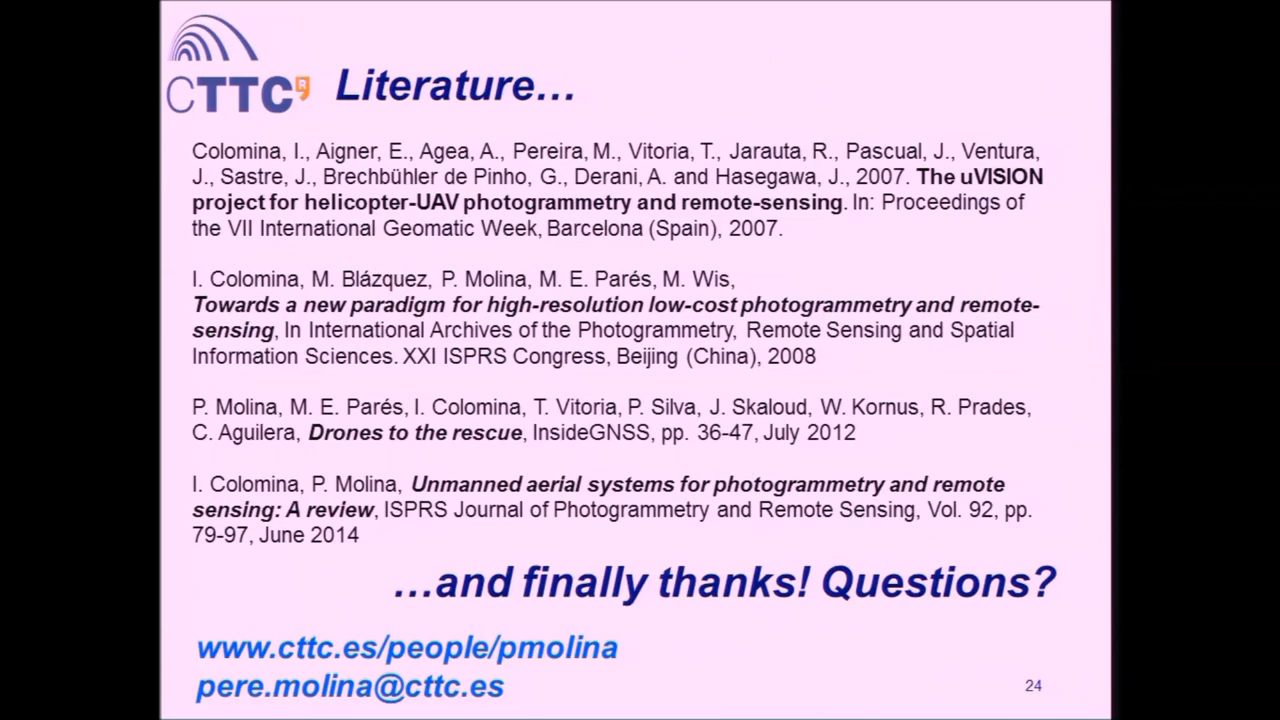 CTTC R
Literature…
Colomina, I., Aigner, E., Agea, A., Pereira, M., Vitoria, T., Jarauta, R., Pascual, J., Ventura,
J., Sastre, J., Brechbühler de Pinho, G., Derani, A. and Hasegawa, J., 2007. The uVISION
project for helicopter-UAV photogrammetry and remote-sensing. In: Proceedings of
the VII International Geomatic Week, Barcelona (Spain), 2007.
I. Colomina, M. Blázquez, P. Molina, M. E. Parés, M. Wis,
Towards a new paradigm for high-resolution low-cost photogrammetry and remote-
sensing, In International Archives of the Photogrammetry, Remote Sensing and Spatial
Information Sciences. XXI ISPRS Congress, Beijing (China), 2008
P. Molina, M. E. Parés, I. Colomina, T. Vitoria, P. Silva, J. Skaloud, W. Kornus, R. Prades,
C. Aguilera, Drones to the rescue, InsideGNSS, pp. 36-47, July 2012
I. Colomina, P. Molina, Unmanned aerial systems for photogrammetry and remote
sensing: A review, ISPRS Journal of Photogrammetry and Remote Sensing, Vol. 92, pp.
79-97, June 2014
…and finally thanks! Questions?
www.cttc.es/people/pmolina
pere.molina@cttc.es
24